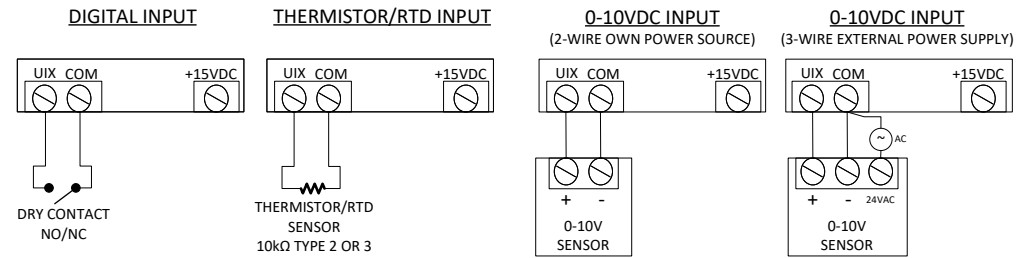 DIGITAL INPUT
UIX COM +15VDC
DRY CONTACT
NO/NC
THERMISTOR/RTD INPUT
UIX COM +15VDC
THERMISTOR/RTD
SENSOR
10kΩ TYPE 2 OR 3
0-10VDC INPUT
(2-WIRE OWN POWER SOURCE)
UIX COM +15VDC
+ -
0-10V
SENSOR
0-10VDC INPUT
(3-WIRE EXTERNAL POWER SUPPLY)
UIX COM +15VDC
~ AC
+ - 24VAC
0-10V
SENSOR